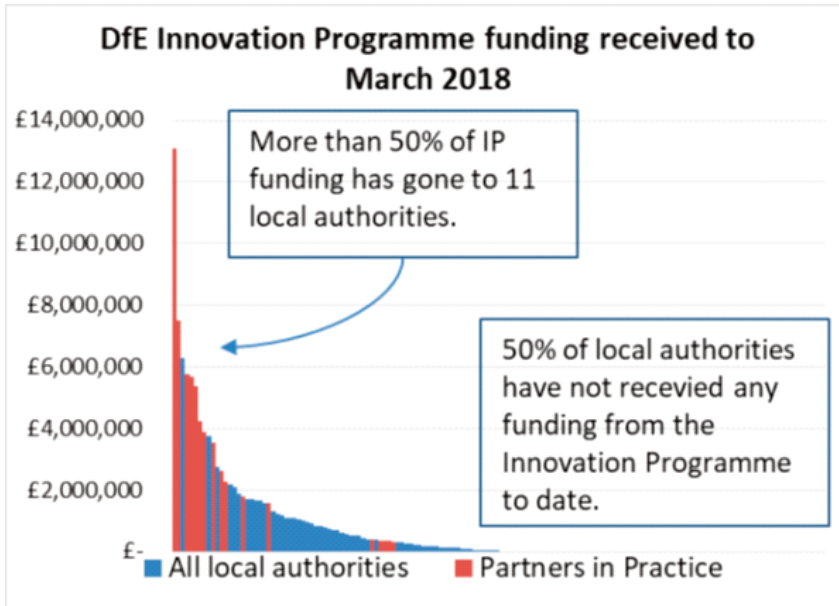 DfE Innovation Programme funding received to
March 2018
£14,000,000
£12,000,000
£10,000,000
£8,000,000
£6,000,000
£4,000,000
£2,000,000
£-
More than 50% of IP
funding has gone to 11
local authorities.
50% of local authorities
have not recevied any
funding from the
Innovation Programme
to date.
All local authorities
Partners in Practice